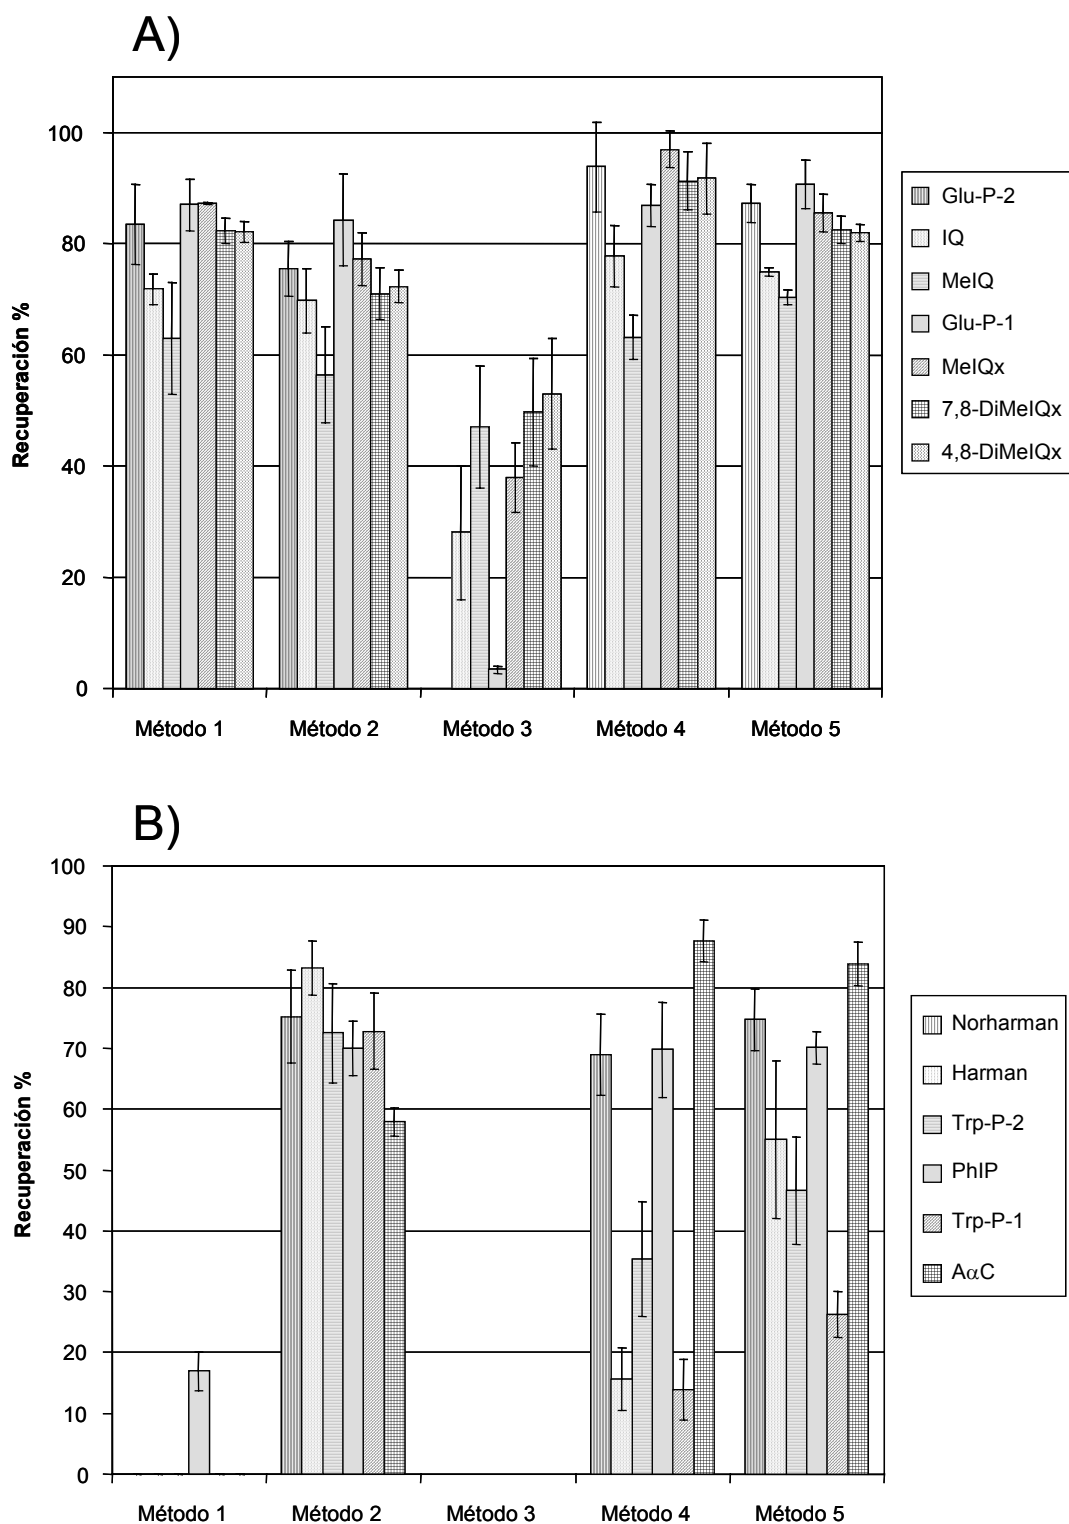 A)
100
80
60
40
20
0
Recuperación %
Método 1
Método 2
Método 3
Método 4
Método 5
Glu-P-2
IQ
MeIQ
Glu-P-1
MeIQx
7,8-DiMeIQx
4,8-DiMeIQx
B)
100
90
80
70
60
50
40
30
20
10
0
Recuperación %
Método 1
Método 2
Método 3
Método 4
Método 5
Norharman
Harman
Trp-P-2
PhIP
Trp-P-1
AαC